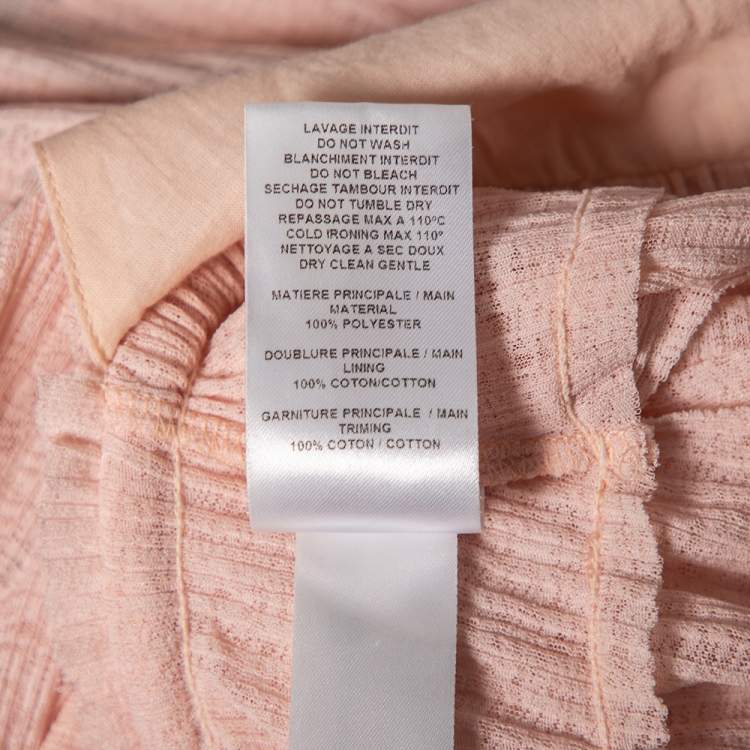 LAVAGE INTERDIT
DO NOT WASH
BLANCHIMENT INTERDIT
DO NOT BLEACH
SECHAGE TAMBOUR INTERDIT
DO NOT TUMBLE DRY
REPASSAGE MAX A 110°C
COLD IRONING MAX 110°
NETTOYAGE A SEC DOUX
DRY CLEAN GENTLE
MATIERE PRINCIPALE / MAIN
MATERIAL
100% POLYESTER
DOUBLURE PRINCIPALE / MAIN
LINING
100% COTON/COTTON
GARNITURE PRINCIPALE / MAIN
TRIMING
100% COTON / COTTON